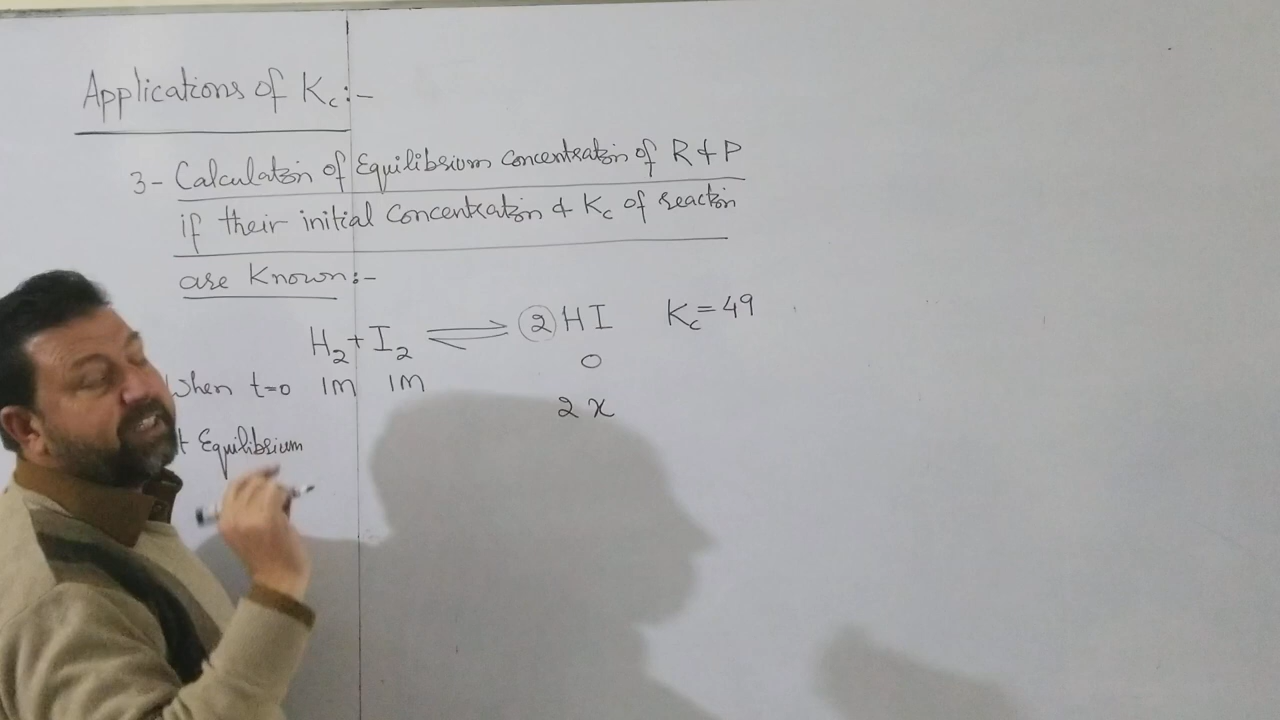 Applications of Kc:-
3- Calculation of Equilibrium Concentration of R & P
if their initial Concentration & Kc of reaction
are Known:-
H2 + I2 ⇌ 2HI Kc = 49
When t=0 1M 1M 0
2x
t Equilibrium